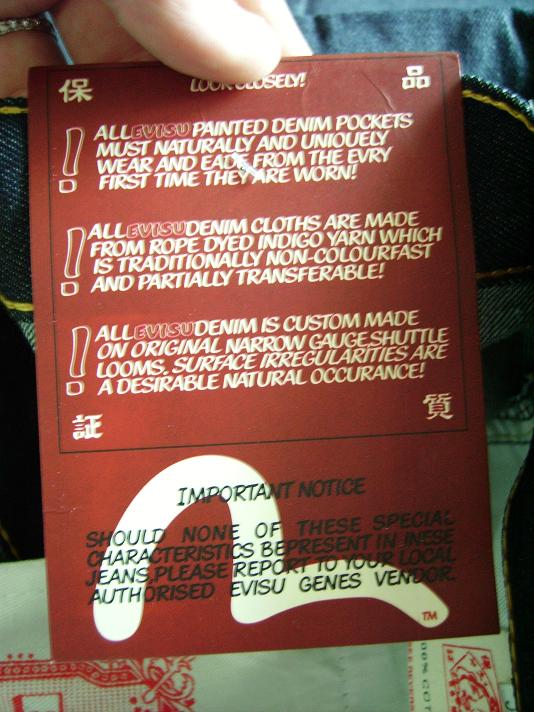 保 LOOK CLOSELY! 品
! ALL EVISU PAINTED DENIM POCKETS
MUST NATURALLY AND UNIQUELY
WEAR AND EADE FROM THE EVRY
FIRST TIME THEY ARE WORN!
! ALL EVISU DENIM CLOTHS ARE MADE
FROM ROPE DYED INDIGO YARN WHICH
IS TRADITIONALLY NON-COLOURFAST
AND PARTIALLY TRANSFERABLE!
! ALL EVISU DENIM IS CUSTOM MADE
ON ORIGINAL NARROW GAUGE,SHUTTLE
LOOMS. SURFACE IRREGULARITIES ARE
A DESIRABLE NATURAL OCCURANCE!
証 質
IMPORTANT NOTICE
SHOULD NONE OF THESE SPECIAL
CHARACTERISTICS BEPRESENT IN INESE
JEANS,PLEASE REPORT TO YOUR LOCAL
AUTHORISED EVISU GENES VENDOR.
TM